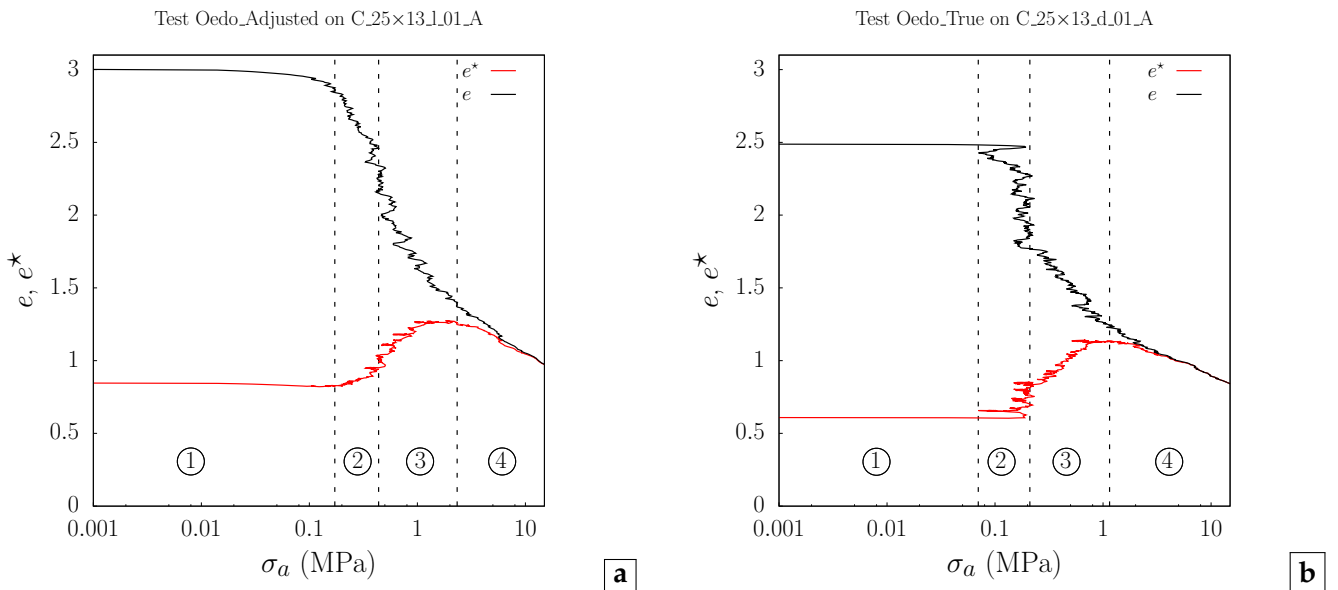 Test Oedo_Adjusted on C_25×13_l_01_A
3
2.5
2
1.5
1
0.5
0
e, e★
e★
e
① ② ③ ④
0.001 0.01 0.1 1 10
σa (MPa)
a
Test Oedo_True on C_25×13_d_01_A
3
2.5
2
1.5
1
0.5
0
e, e★
e★
e
① ② ③ ④
0.001 0.01 0.1 1 10
σa (MPa)
b